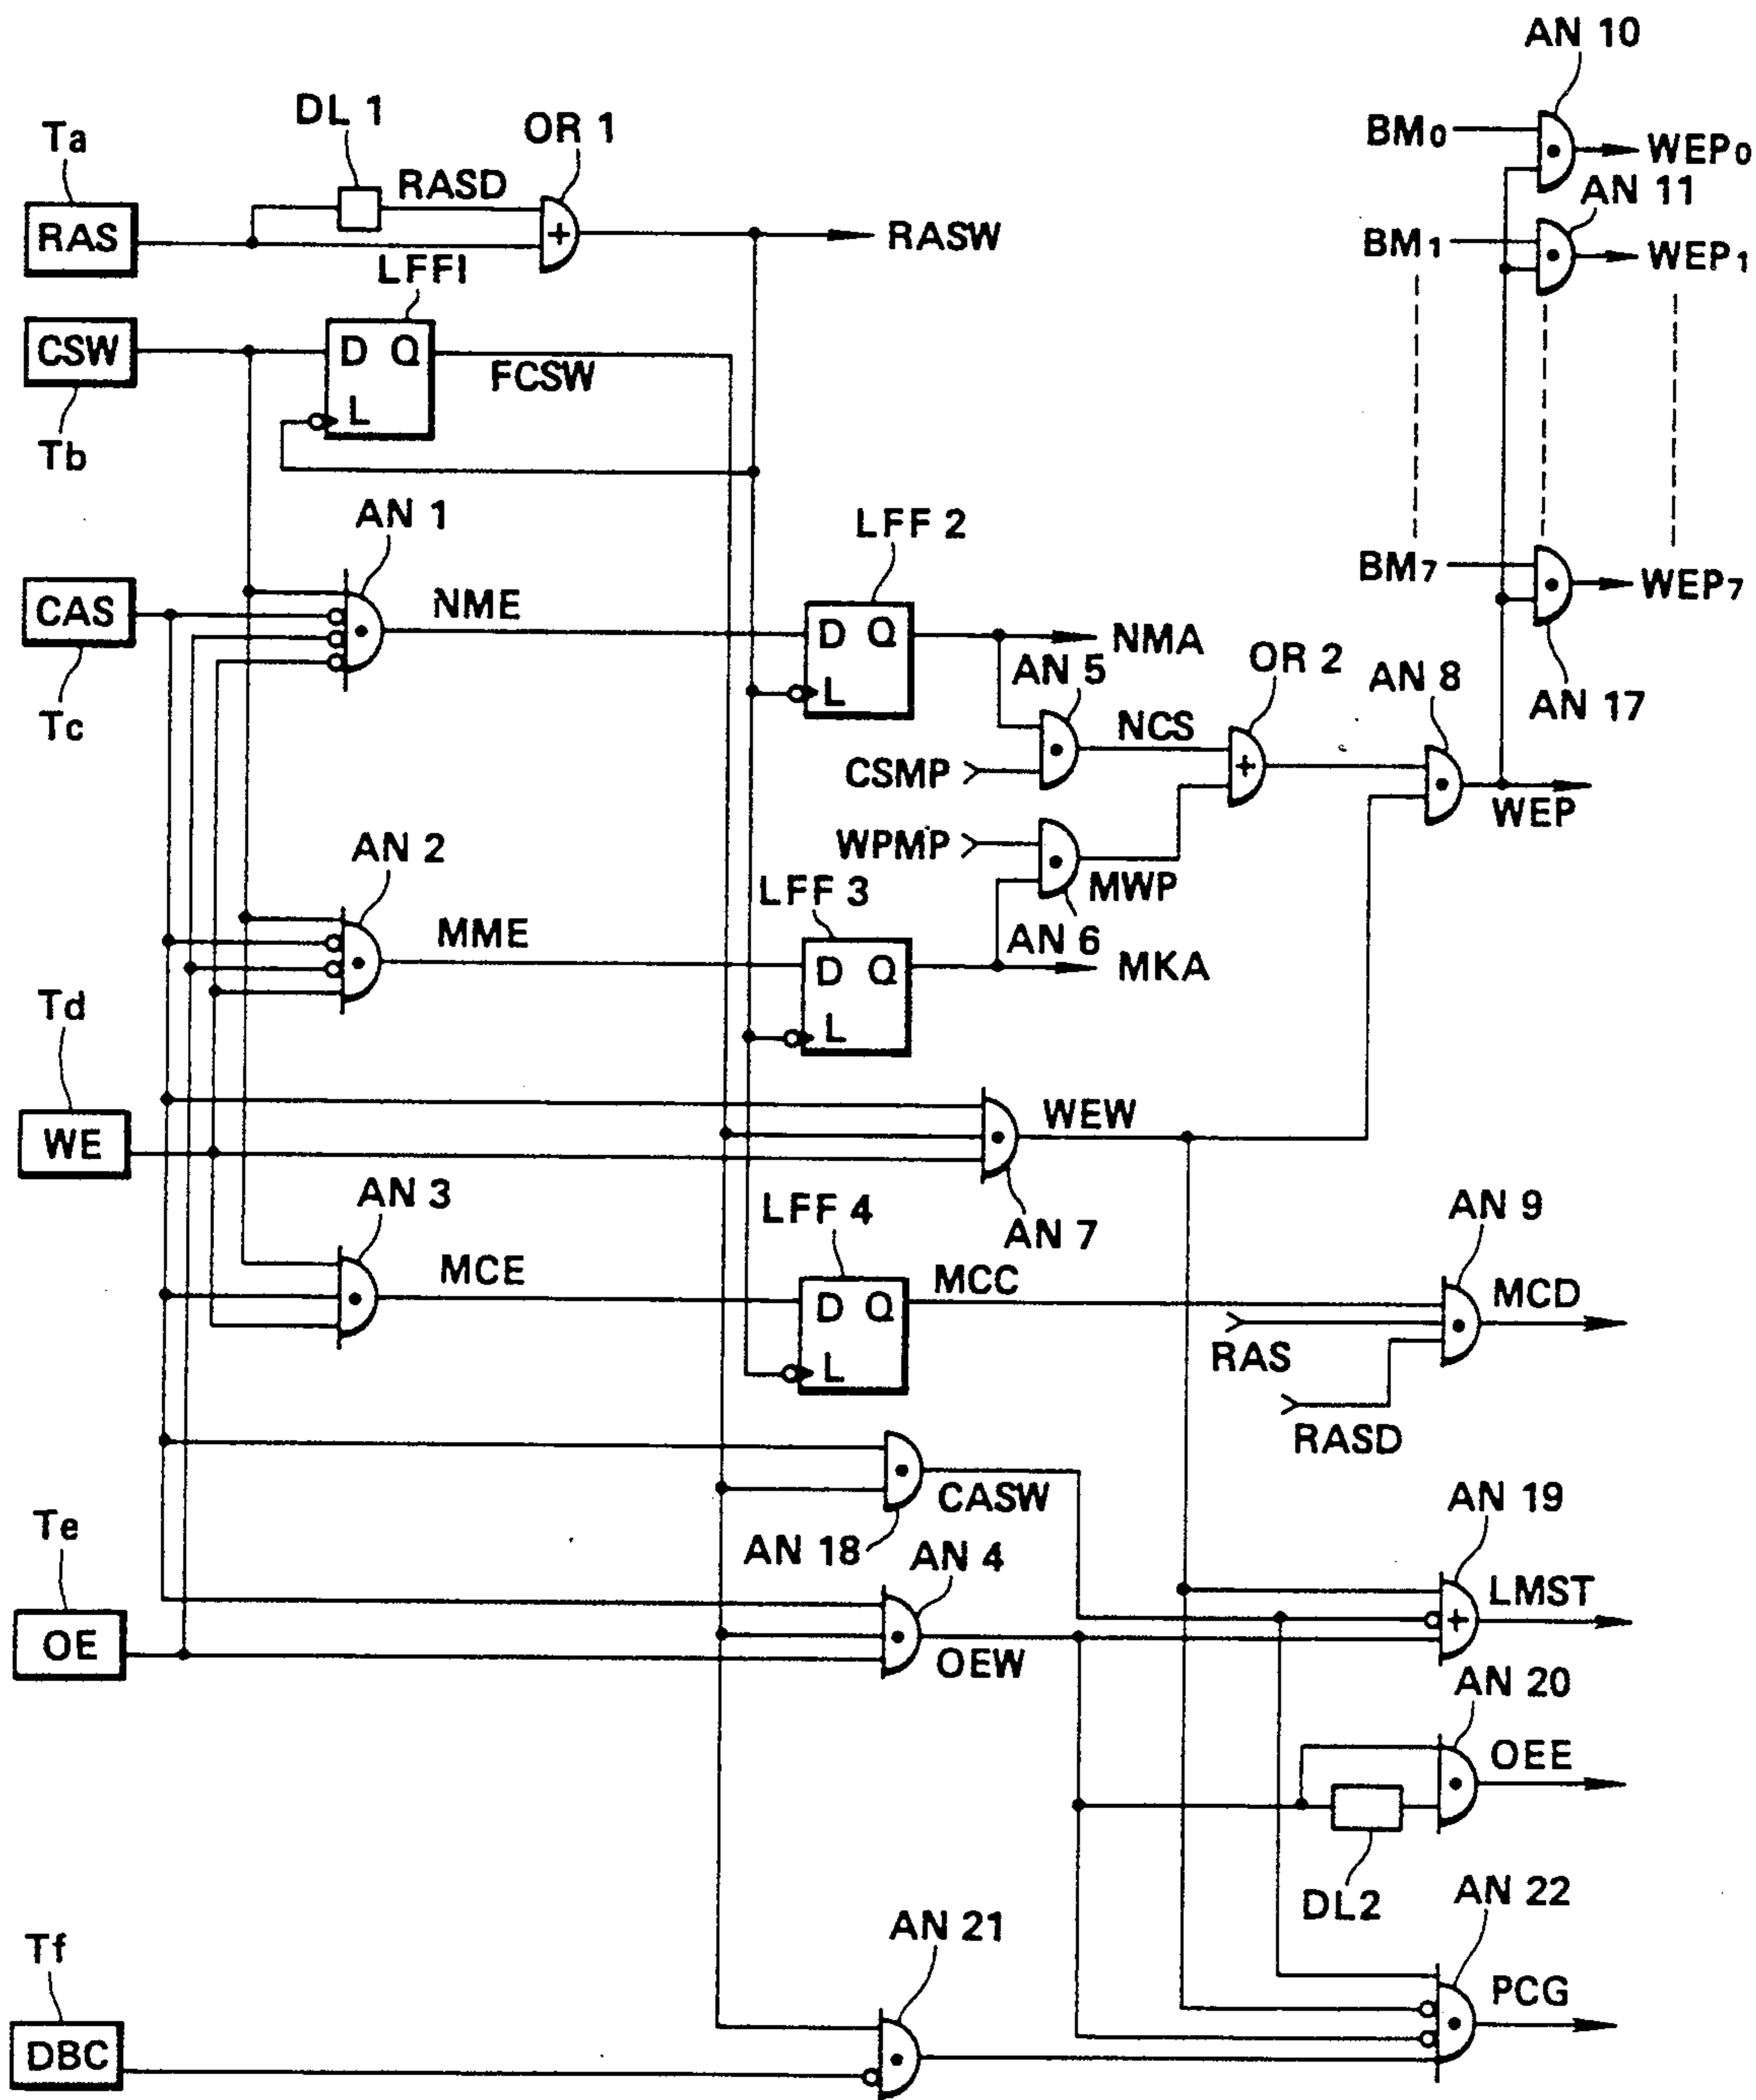 AN 10
DL 1
OR 1
Ta
BM0
WEP0
RASD
AN 11
RAS
RASW
BM1
WEP1
LFF1
CSW
D Q
FCSW
L
Tb
AN 1
LFF 2
BM7
WEP7
CAS
NME
D Q
NMA
OR 2
AN 5
AN 8
L
NCS
AN 17
Tc
CSMP
WEP
AN 2
WPMP
MWP
LFF 3
MME
AN 6
D Q
MKA
Td
L
WEW
WE
AN 3
LFF 4
AN 7
AN 9
MCE
MCC
MCD
D Q
RAS
L
RASD
CASW
AN 19
Te
AN 18
AN 4
LMST
OE
OEW
AN 20
OEE
DL2
AN 22
AN 21
Tf
PCG
DBC